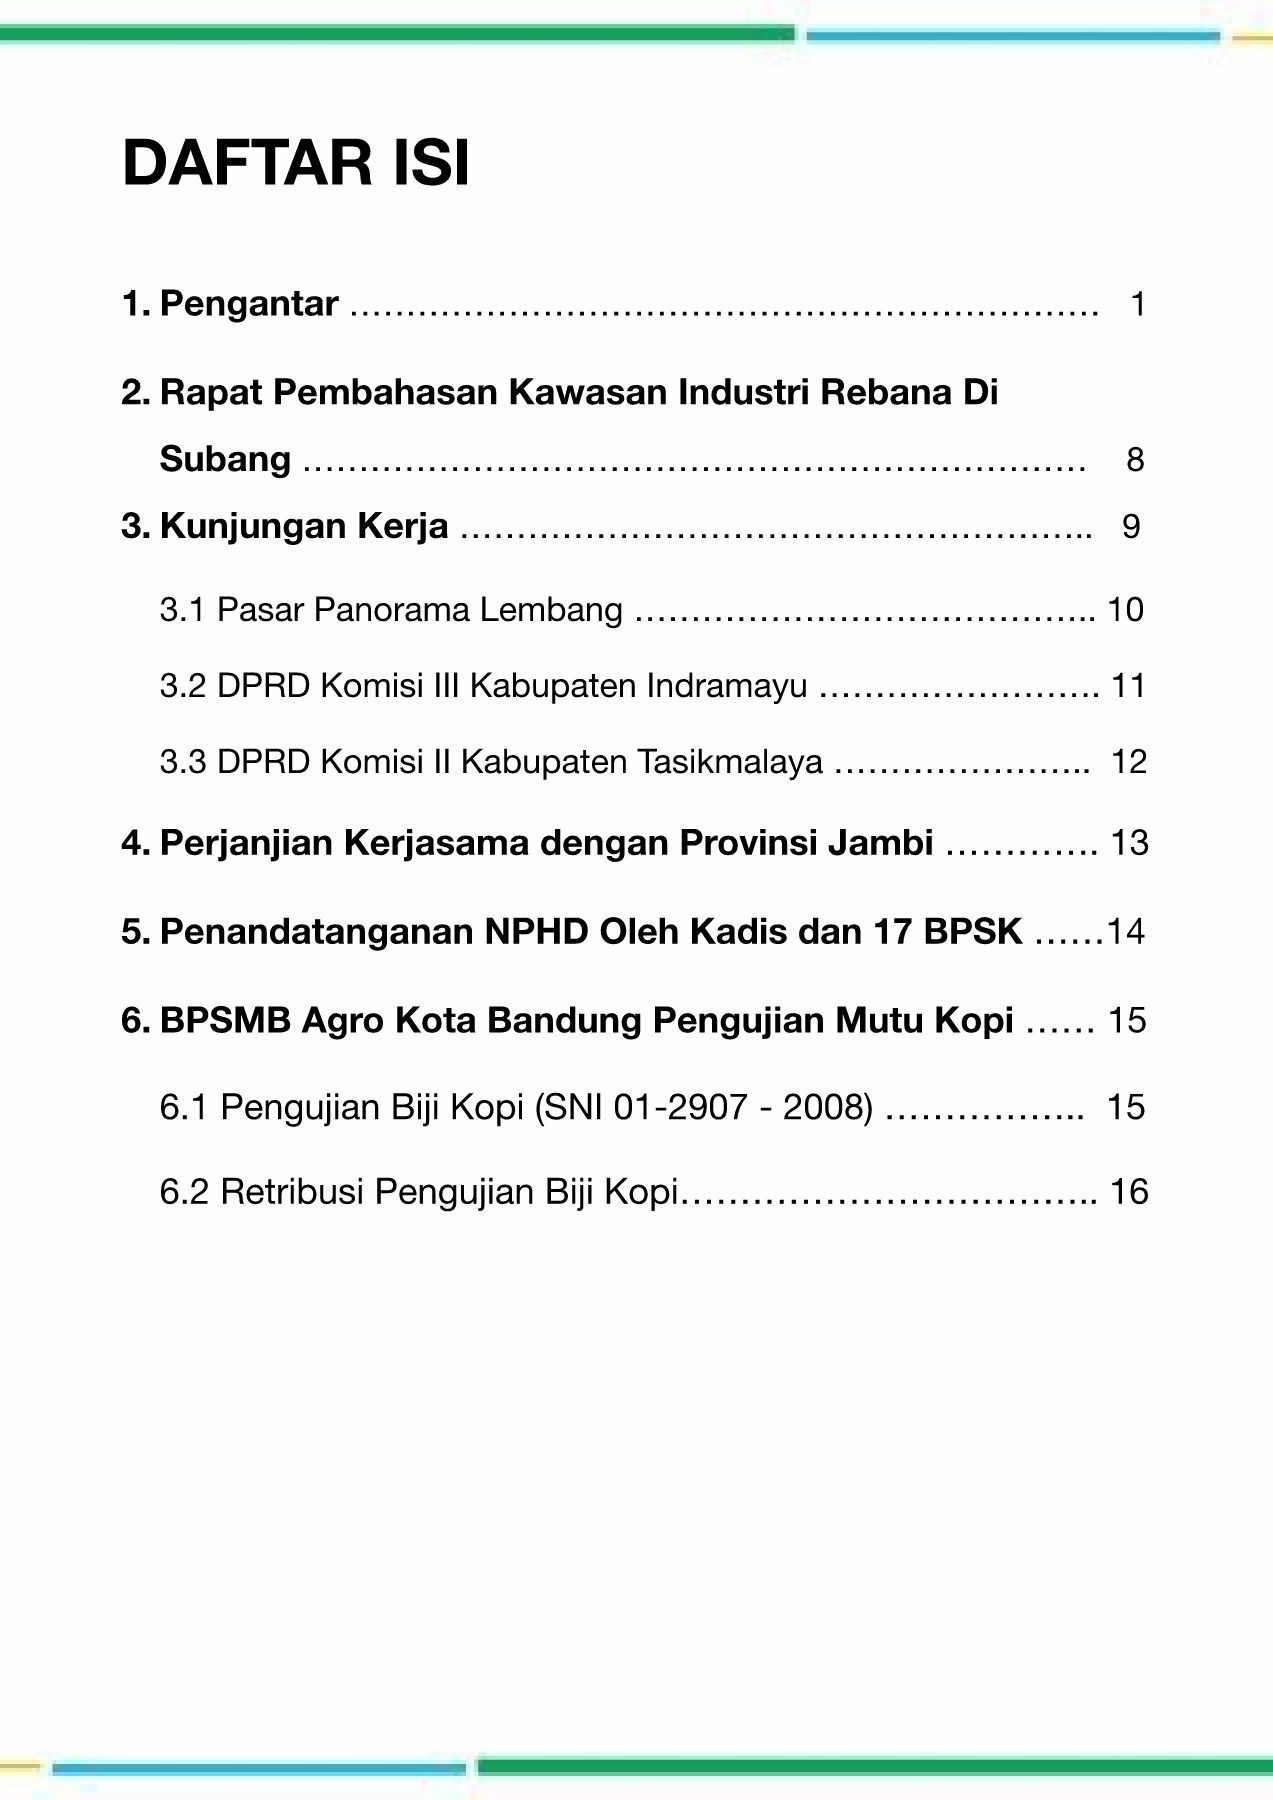 DAFTAR ISI
1. Pengantar ………………………………………………………… 1
2. Rapat Pembahasan Kawasan Industri Rebana Di
Subang …………………………………………………………… 8
3. Kunjungan Kerja ……………………………………………….. 9
3.1 Pasar Panorama Lembang ………………………………….. 10
3.2 DPRD Komisi III Kabupaten Indramayu ……………………. 11
3.3 DPRD Komisi II Kabupaten Tasikmalaya ………………….. 12
4. Perjanjian Kerjasama dengan Provinsi Jambi …………. 13
5. Penandatanganan NPHD Oleh Kadis dan 17 BPSK ……14
6. BPSMB Agro Kota Bandung Pengujian Mutu Kopi …… 15
6.1 Pengujian Biji Kopi (SNI 01-2907 - 2008) …………….. 15
6.2 Retribusi Pengujian Biji Kopi…………………………….. 16